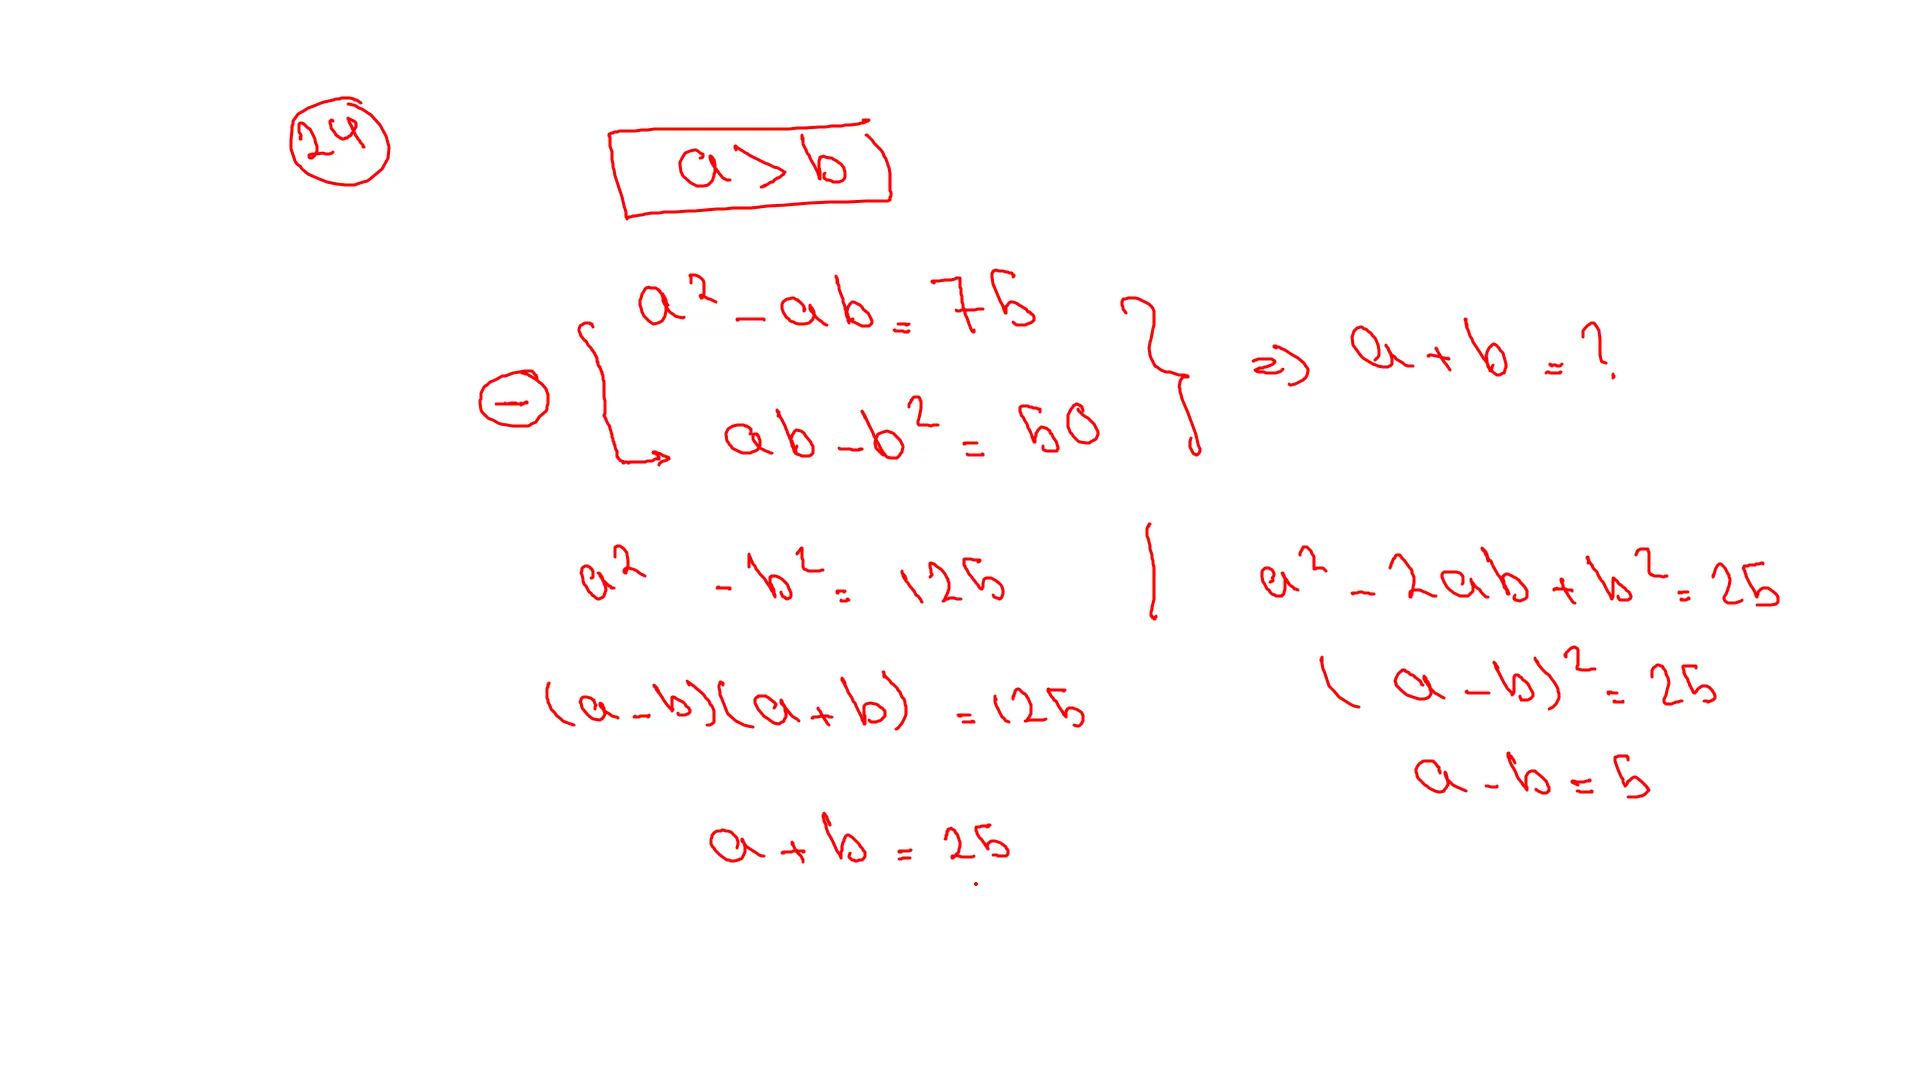 24
a > b
a² - ab = 75
ab - b² = 50
⇒ a + b = ?
-
a² - b² = 125 | a² - 2ab + b² = 25
(a - b)(a + b) = 125
(a - b)² = 25
a - b = 5
a + b = 25